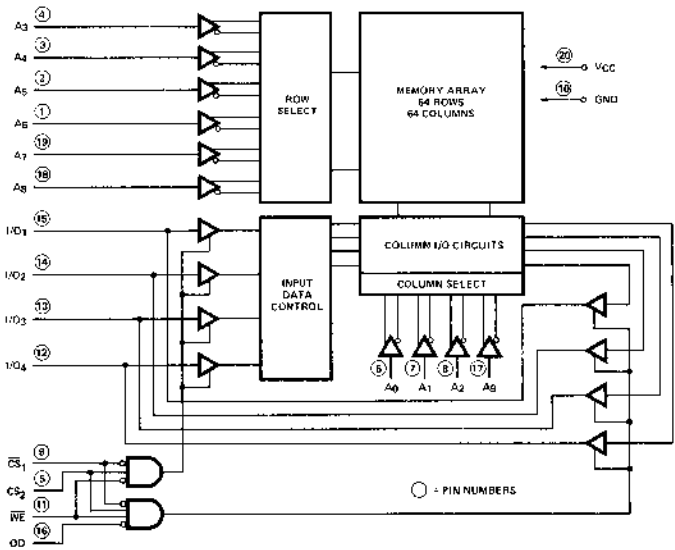 ④
A3
③
A4
②
A5
①
A6
⑲
A7
⑱
A8
ROW
SELECT
MEMORY ARRAY
64 ROWS
64 COLUMNS
⑳
VCC
⑩
GND
⑮
I/O1
⑭
I/O2
⑬
I/O3
⑫
I/O4
INPUT
DATA
CONTROL
COLUMN I/O CIRCUITS
COLUMN SELECT
⑥ ⑦ ⑧ ⑰
A0 A1 A2 A9
⑨
CS1
⑤
CS2
⑪
WE
⑯
OD
= PIN NUMBERS